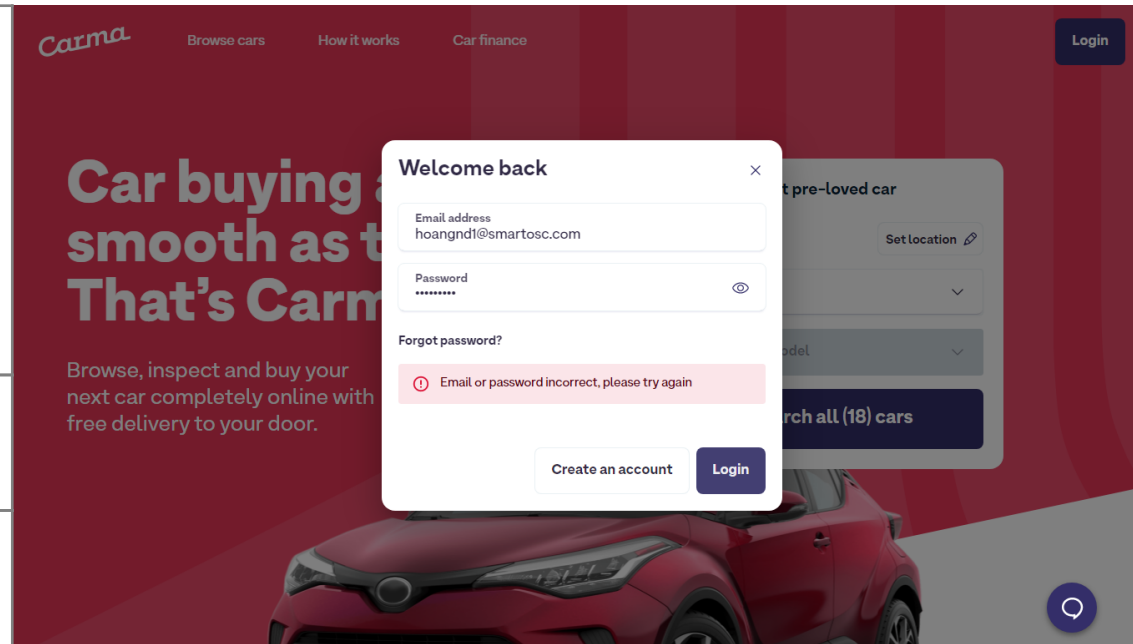 Carma
Browse cars
How it works
Car finance
Login
Car buying
smooth as t
That's Carm
Browse, inspect and buy your
next car completely online with
free delivery to your door.
Welcome back
Email address
hoangnd1@smartosc.com
Password
•••••••••
Forgot password?
Email or password incorrect, please try again
Create an account
Login
t pre-loved car
Set location
odel
rch all (18) cars